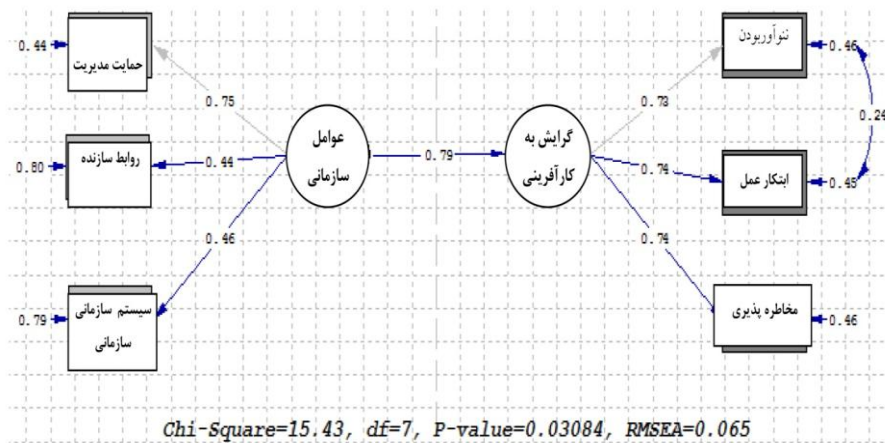 0.44
حمایت مدیریت
0.75
0.80
روابط سازنده
0.44
0.79
سیستم سازمانی
سازمانی
0.46
عوامل
سازمانی
0.79
گرایش به
کارآفرینی
0.73
نئوآوربودن
0.46
0.24
0.74
ابتکار عمل
0.45
0.74
مخاطره پذیری
0.46
Chi-Square=15.43, df=7, P-value=0.03084, RMSEA=0.065